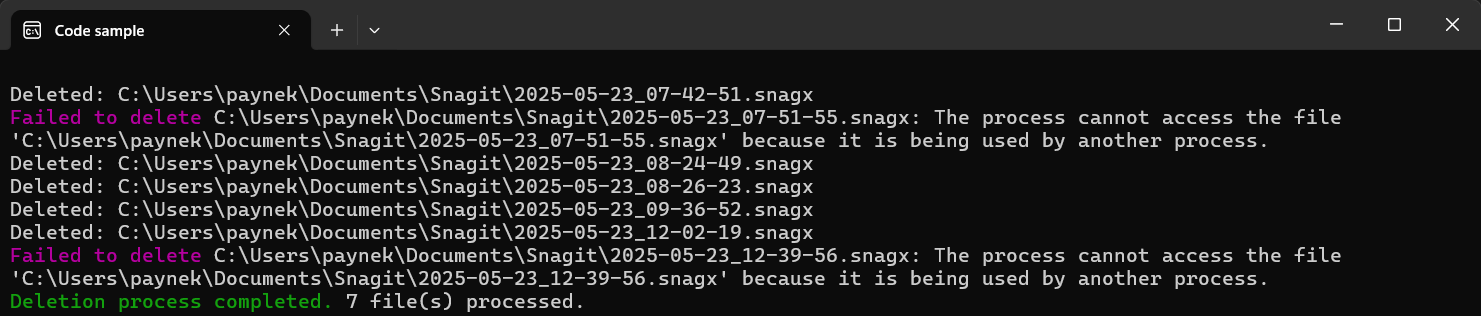 Code sample
Deleted: C:\Users\paynek\Documents\Snagit\2025-05-23_07-42-51.snagx
Failed to delete C:\Users\paynek\Documents\Snagit\2025-05-23_07-51-55.snagx: The process cannot access the file
'C:\Users\paynek\Documents\Snagit\2025-05-23_07-51-55.snagx' because it is being used by another process.
Deleted: C:\Users\paynek\Documents\Snagit\2025-05-23_08-24-49.snagx
Deleted: C:\Users\paynek\Documents\Snagit\2025-05-23_08-26-23.snagx
Deleted: C:\Users\paynek\Documents\Snagit\2025-05-23_09-36-52.snagx
Deleted: C:\Users\paynek\Documents\Snagit\2025-05-23_12-02-19.snagx
Failed to delete C:\Users\paynek\Documents\Snagit\2025-05-23_12-39-56.snagx: The process cannot access the file
'C:\Users\paynek\Documents\Snagit\2025-05-23_12-39-56.snagx' because it is being used by another process.
Deletion process completed. 7 file(s) processed.